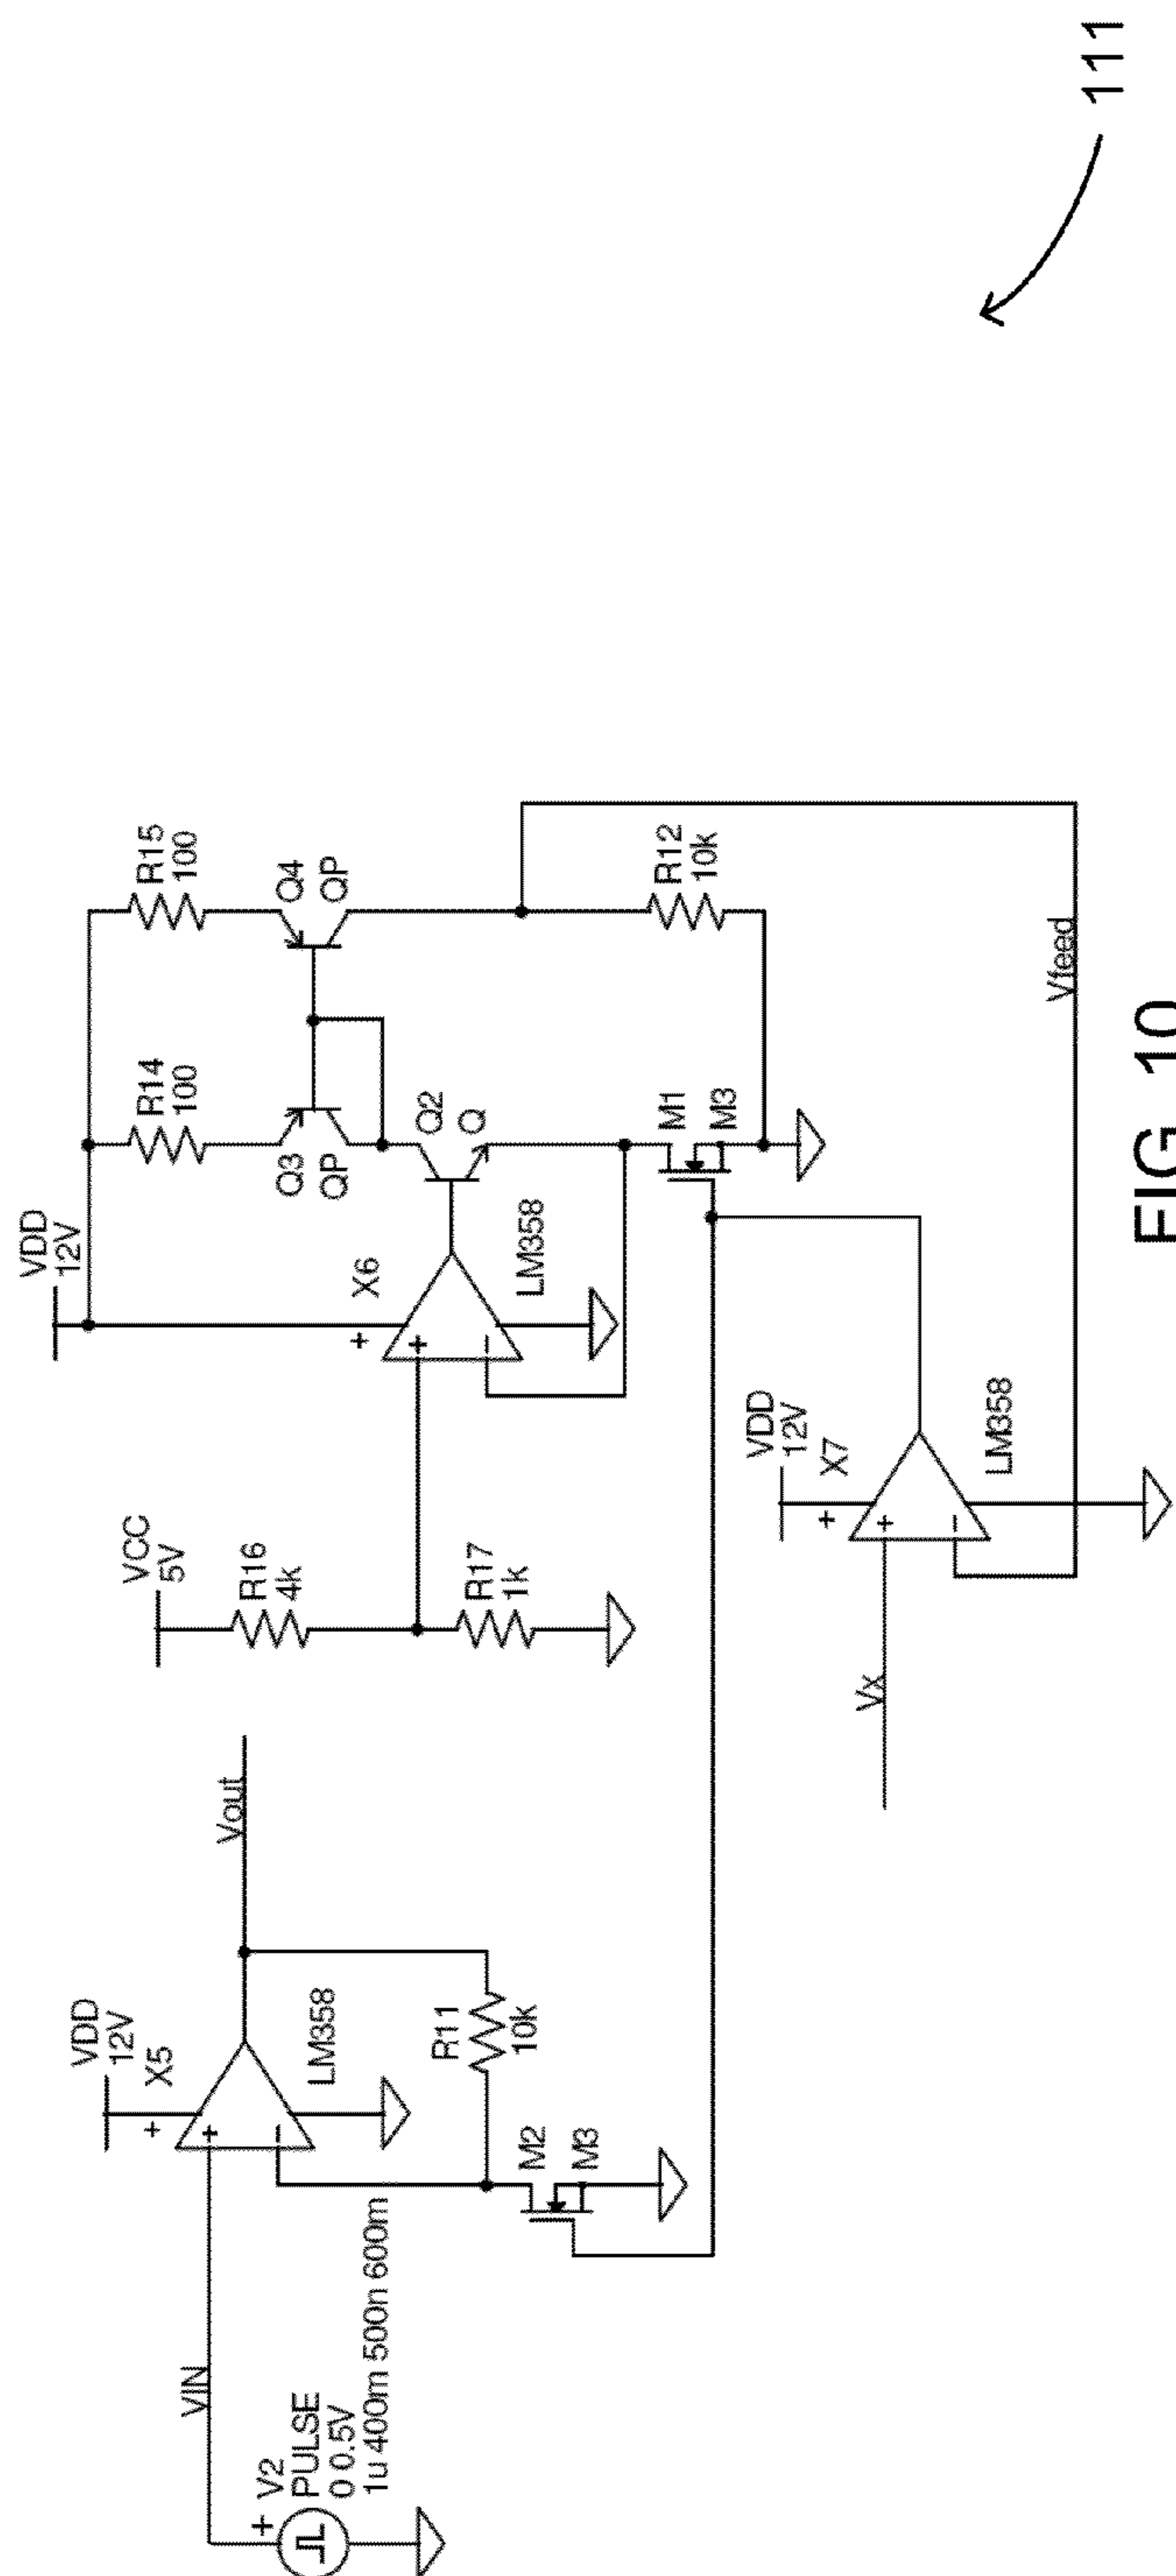 111
VDD
12V
R14
100
R15
100
Q3
QP
Q4
QP
X6
+
+
−
LM358
Q2
Q
VCC
5V
R16
4k
R17
1k
M1
M3
R12
10k
VDD
12V
X5
+
+
−
LM358
Vout
VIN
V2
+
PULSE
0 0.5V
1u 400m 500n 600m
R11
10k
M2
M3
VDD
12V
X7
+
+
−
LM358
Vx
Vfeed
FIG 10